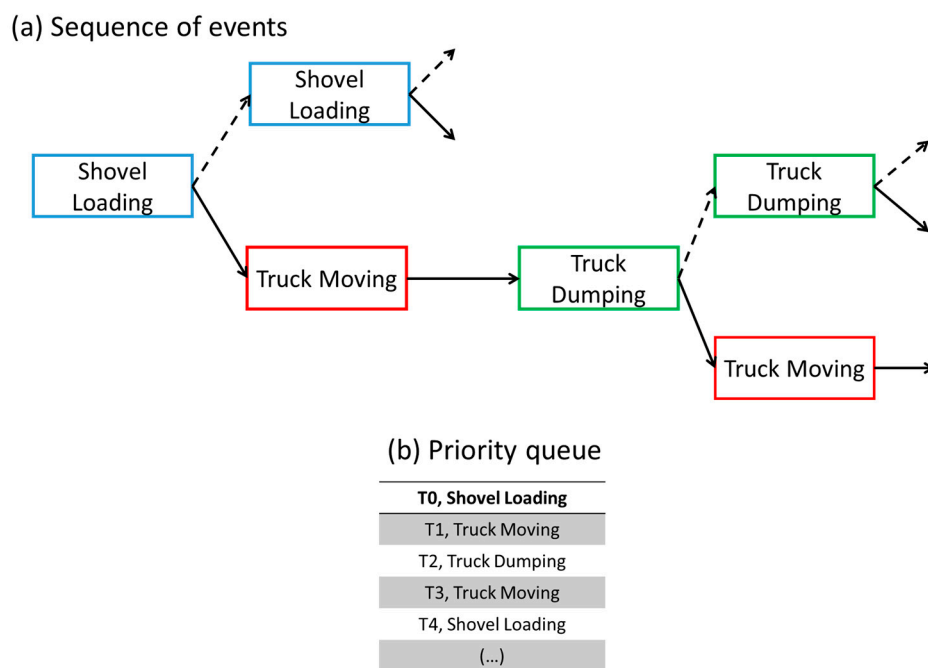 (a) Sequence of events
Shovel
Loading
Shovel
Loading
Truck
Dumping
Truck Moving
Truck
Dumping
Truck Moving
(b) Priority queue
T0, Shovel Loading
T1, Truck Moving
T2, Truck Dumping
T3, Truck Moving
T4, Shovel Loading
(...)